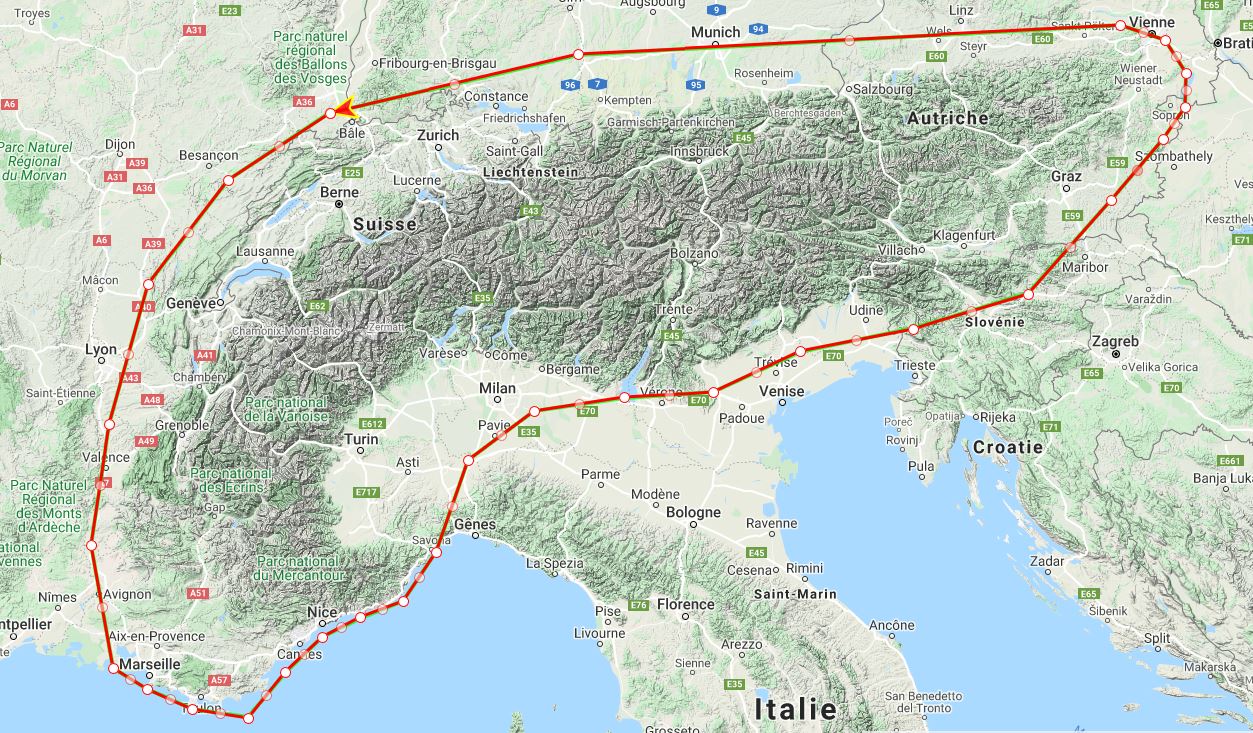 Troyes
E23
Augsbourg
9
Linz
E65
A31
Munich
94
Wels
Sankt Pölten
Vienne
E60
Steyr
Brati
Parc naturel
régional
des Ballons
des Vosges
Fribourg-en-Brisgau
E60
Wiener
Neustadt
Rosenheim
96
7
95
Salzbourg
A6
A36
Constance
Kempten
Berchtesgaden
Sopron
Friedrichshafen
Garmisch-Partenkirchen
Autriche
Bâle
Zurich
E45
Dijon
Parc Naturel
Régional
du Morvan
Besançon
Saint-Gall
Innsbruck
Szombathely
A39
E59
A31
E25
Liechtenstein
Graz
A36
Berne
Lucerne
E43
E59
Keszthely
Suisse
A6
A39
Klagenfurt
E71
Lausanne
Villach
Bolzano
Maribor
Mâcon
A40
Genève
E62
E35
Varaždin
Trente
Udine
Slovénie
Chamonix-Mont-Blanc
Zermatt
E45
Lyon
A41
Varèse
Côme
Trévise
E70
Zagreb
Trieste
A43
Chambéry
Bergame
E65
Velika Gorica
Saint-Étienne
Milan
Vérone
E70
Venise
E70
A48
Parc national
de la Vanoise
E70
Padoue
Opatija
Rijeka
Grenoble
E612
Pavie
E35
Poreč
E71
A49
Turin
Rovinj
Croatie
Valence
Asti
Pula
E661
Parc national
des Écrins
Parme
Banja Luka
A7
Parc Naturel
Régional
des Monts
d'Ardèche
E717
Modène
Gap
Bologne
Gênes
Ravenne
Savone
ational
vennes
E45
Parc national
du Mercantour
La Spezia
Cesena
Rimini
Zadar
Nîmes
Avignon
A51
Saint-Marin
E65
Nice
Pise
E76
Florence
Šibenik
ntpellier
Aix-en-Provence
Livourne
Ancône
Split
Cannes
Arezzo
Marseille
Sienne
Makarska
A57
E35
San Benedetto
del Tronto
Toulon
Italie
Grosseto